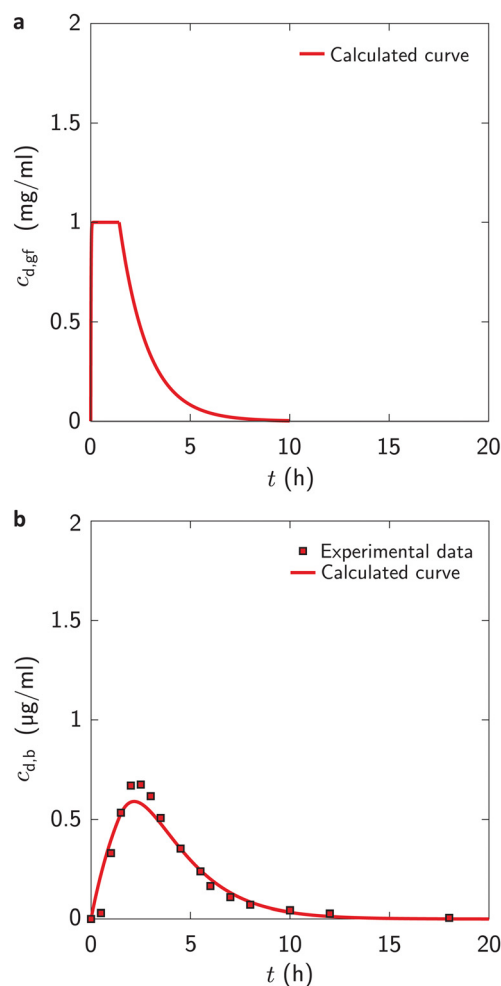 a
2
1.5
1
0.5
0
c_d,gf (mg/ml)
Calculated curve
0 5 10 15 20
t (h)
b
2
1.5
1
0.5
0
c_d,b (μg/ml)
Experimental data
Calculated curve
0 5 10 15 20
t (h)